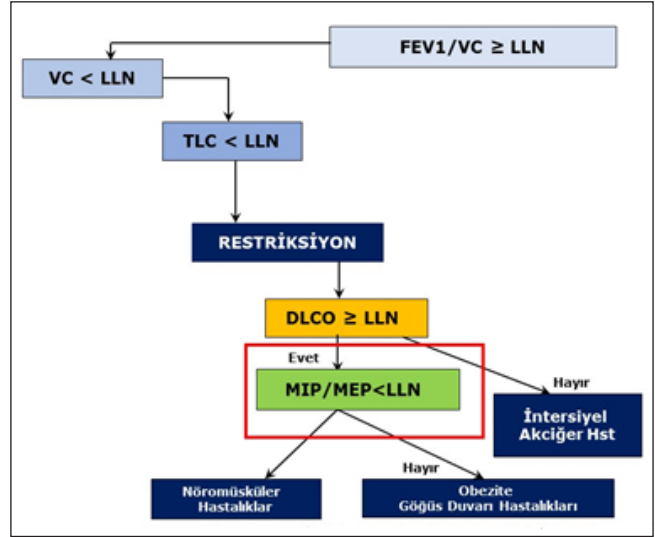 FEV1/VC ≥ LLN
VC < LLN
TLC < LLN
RESTRİKSİYON
DLCO ≥ LLN
Evet
MIP/MEP<LLN
Hayır
İntersiyel
Akciğer Hst
Hayır
Nöromüsküler
Hastalıklar
Obezite
Göğüs Duvarı Hastalıkları